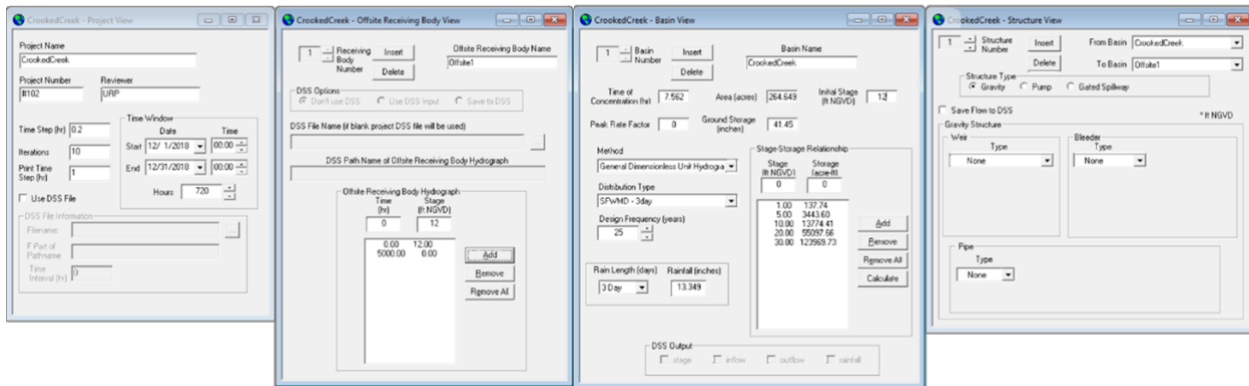 CrookedCreek - Project View
Project Name
CrookedCreek
Project Number
Reviewer
II102
URP
Time Step (hr) 0.2
Iterations 10
Print Time Step (hr) 1
Use DSS File
Time Window
Date Time
Start 12/ 1/2018 00:00
End 12/31/2018 00:00
Hours 720
DSS File Information
Filename:
F Part of Pathname
Time Interval (hr) 0
CrookedCreek - Offsite Receiving Body View
1 Receiving Body Number
Insert
Delete
Offsite Receiving Body Name
Offsite1
DSS Options
Don't use DSS Use DSS Input Save to DSS
DSS File Name (if blank project DSS file will be used)
DSS Path Name of Offsite Receiving Body Hydrograph
Offsite Receiving Body Hydrograph
Time (hr) Stage (ft NGVD)
0 12
0.00 12.00
5000.00 0.00
Add
Remove
Remove All
CrookedCreek - Basin View
1 Basin Number
Insert
Delete
Basin Name
CrookedCreek
Time of Concentration (hr) 7.562
Area (acres) 264.649
Initial Stage (ft NGVD) 12
Peak Rate Factor 0
Ground Storage (inches) 41.45
Method
General Dimensionless Unit Hydrogra
Distribution Type
SFWMD - 3day
Design Frequency (years)
25
Rain Length (days) Rainfall (inches)
3 Day 13.349
Stage-Storage Relationship
Stage (ft NGVD) Storage (acre-ft)
0 0
1.00 137.74
5.00 3443.60
10.00 13774.41
20.00 55097.66
30.00 123969.73
Add
Remove
Remove All
Calculate
DSS Output
stage inflow outflow rainfall
CrookedCreek - Structure View
1 Structure Number
Insert
Delete
From Basin CrookedCreek
To Basin Offsite1
Structure Type
Gravity Pump Gated Spillway
Save Flow to DSS
* ft NGVD
Gravity Structure
Weir
Type
None
Bleeder
Type
None
Pipe
Type
None